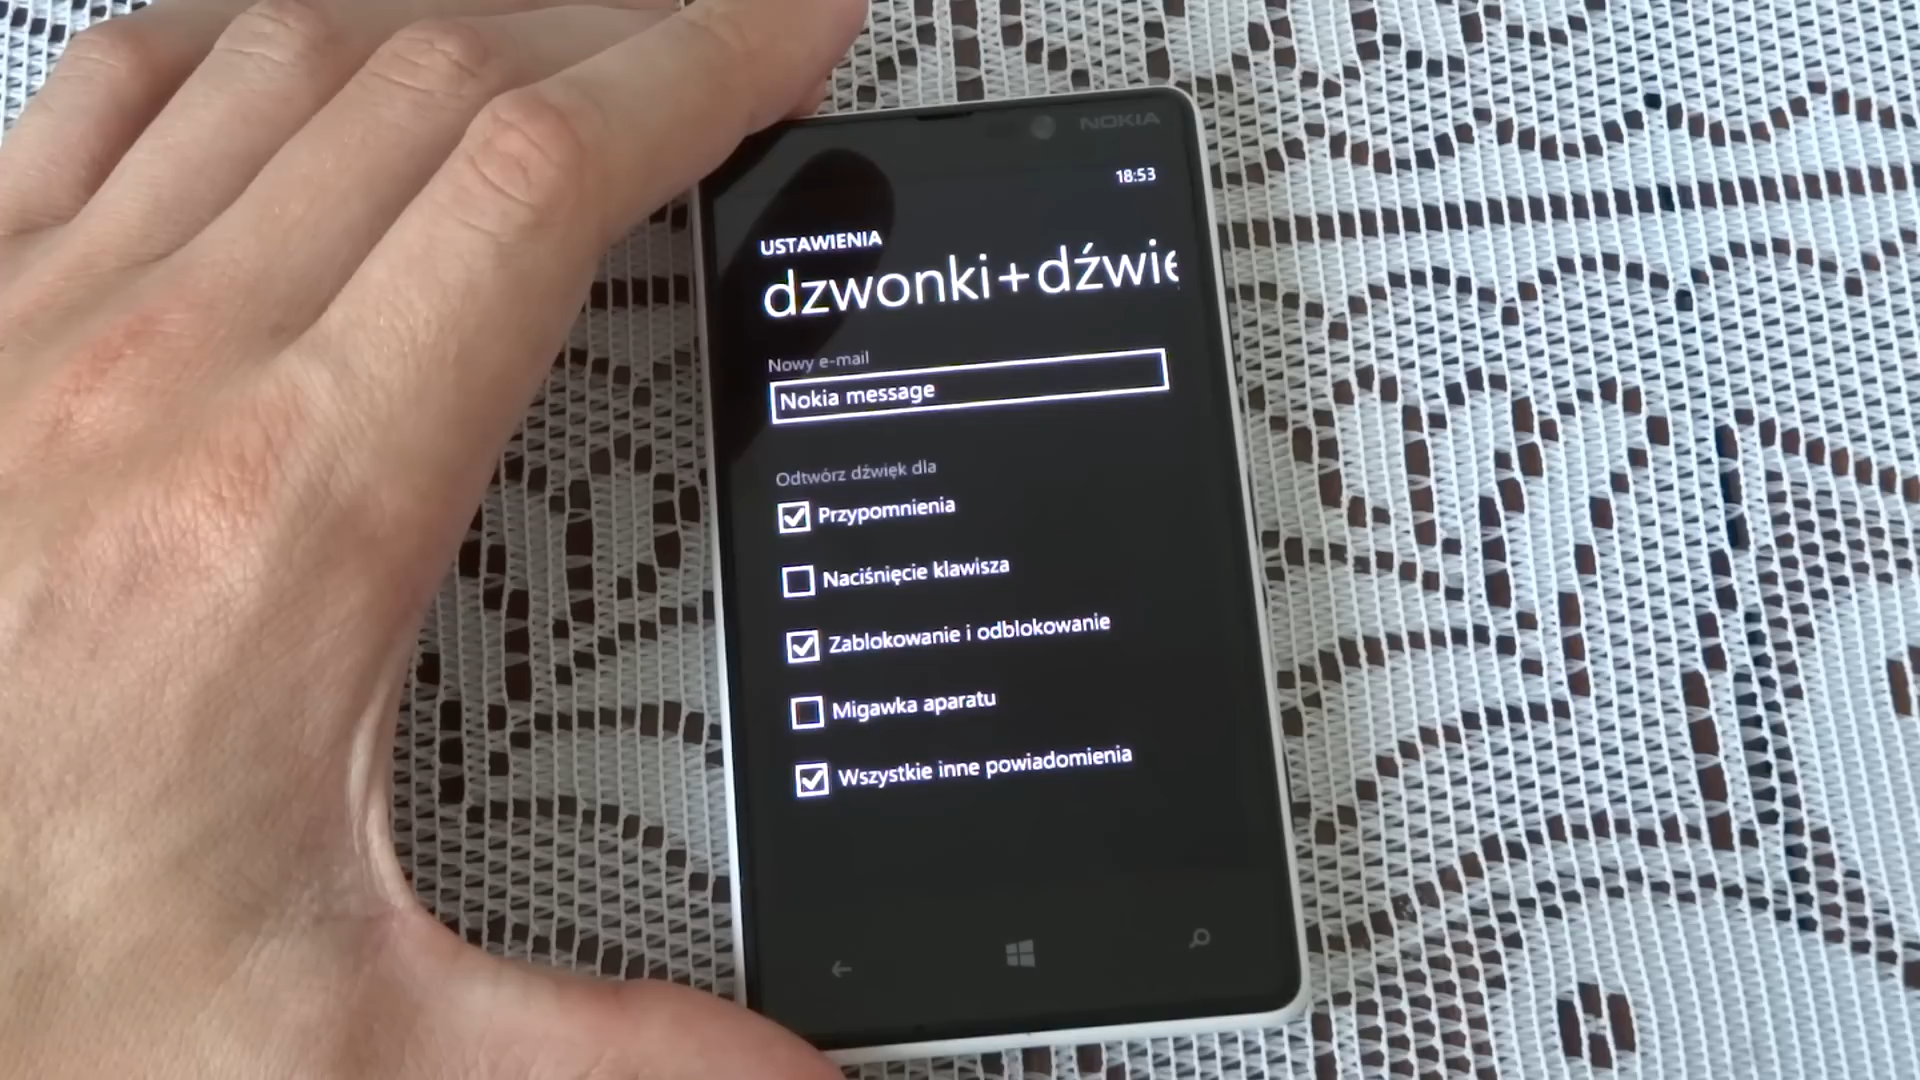 NOKIA
18:53
USTAWIENIA
dzwonki+dźwię
Nowy e-mail
Nokia message
Odtwórz dźwięk dla
Przypomnienia
Naciśnięcie klawisza
Zablokowanie i odblokowanie
Migawka aparatu
Wszystkie inne powiadomienia